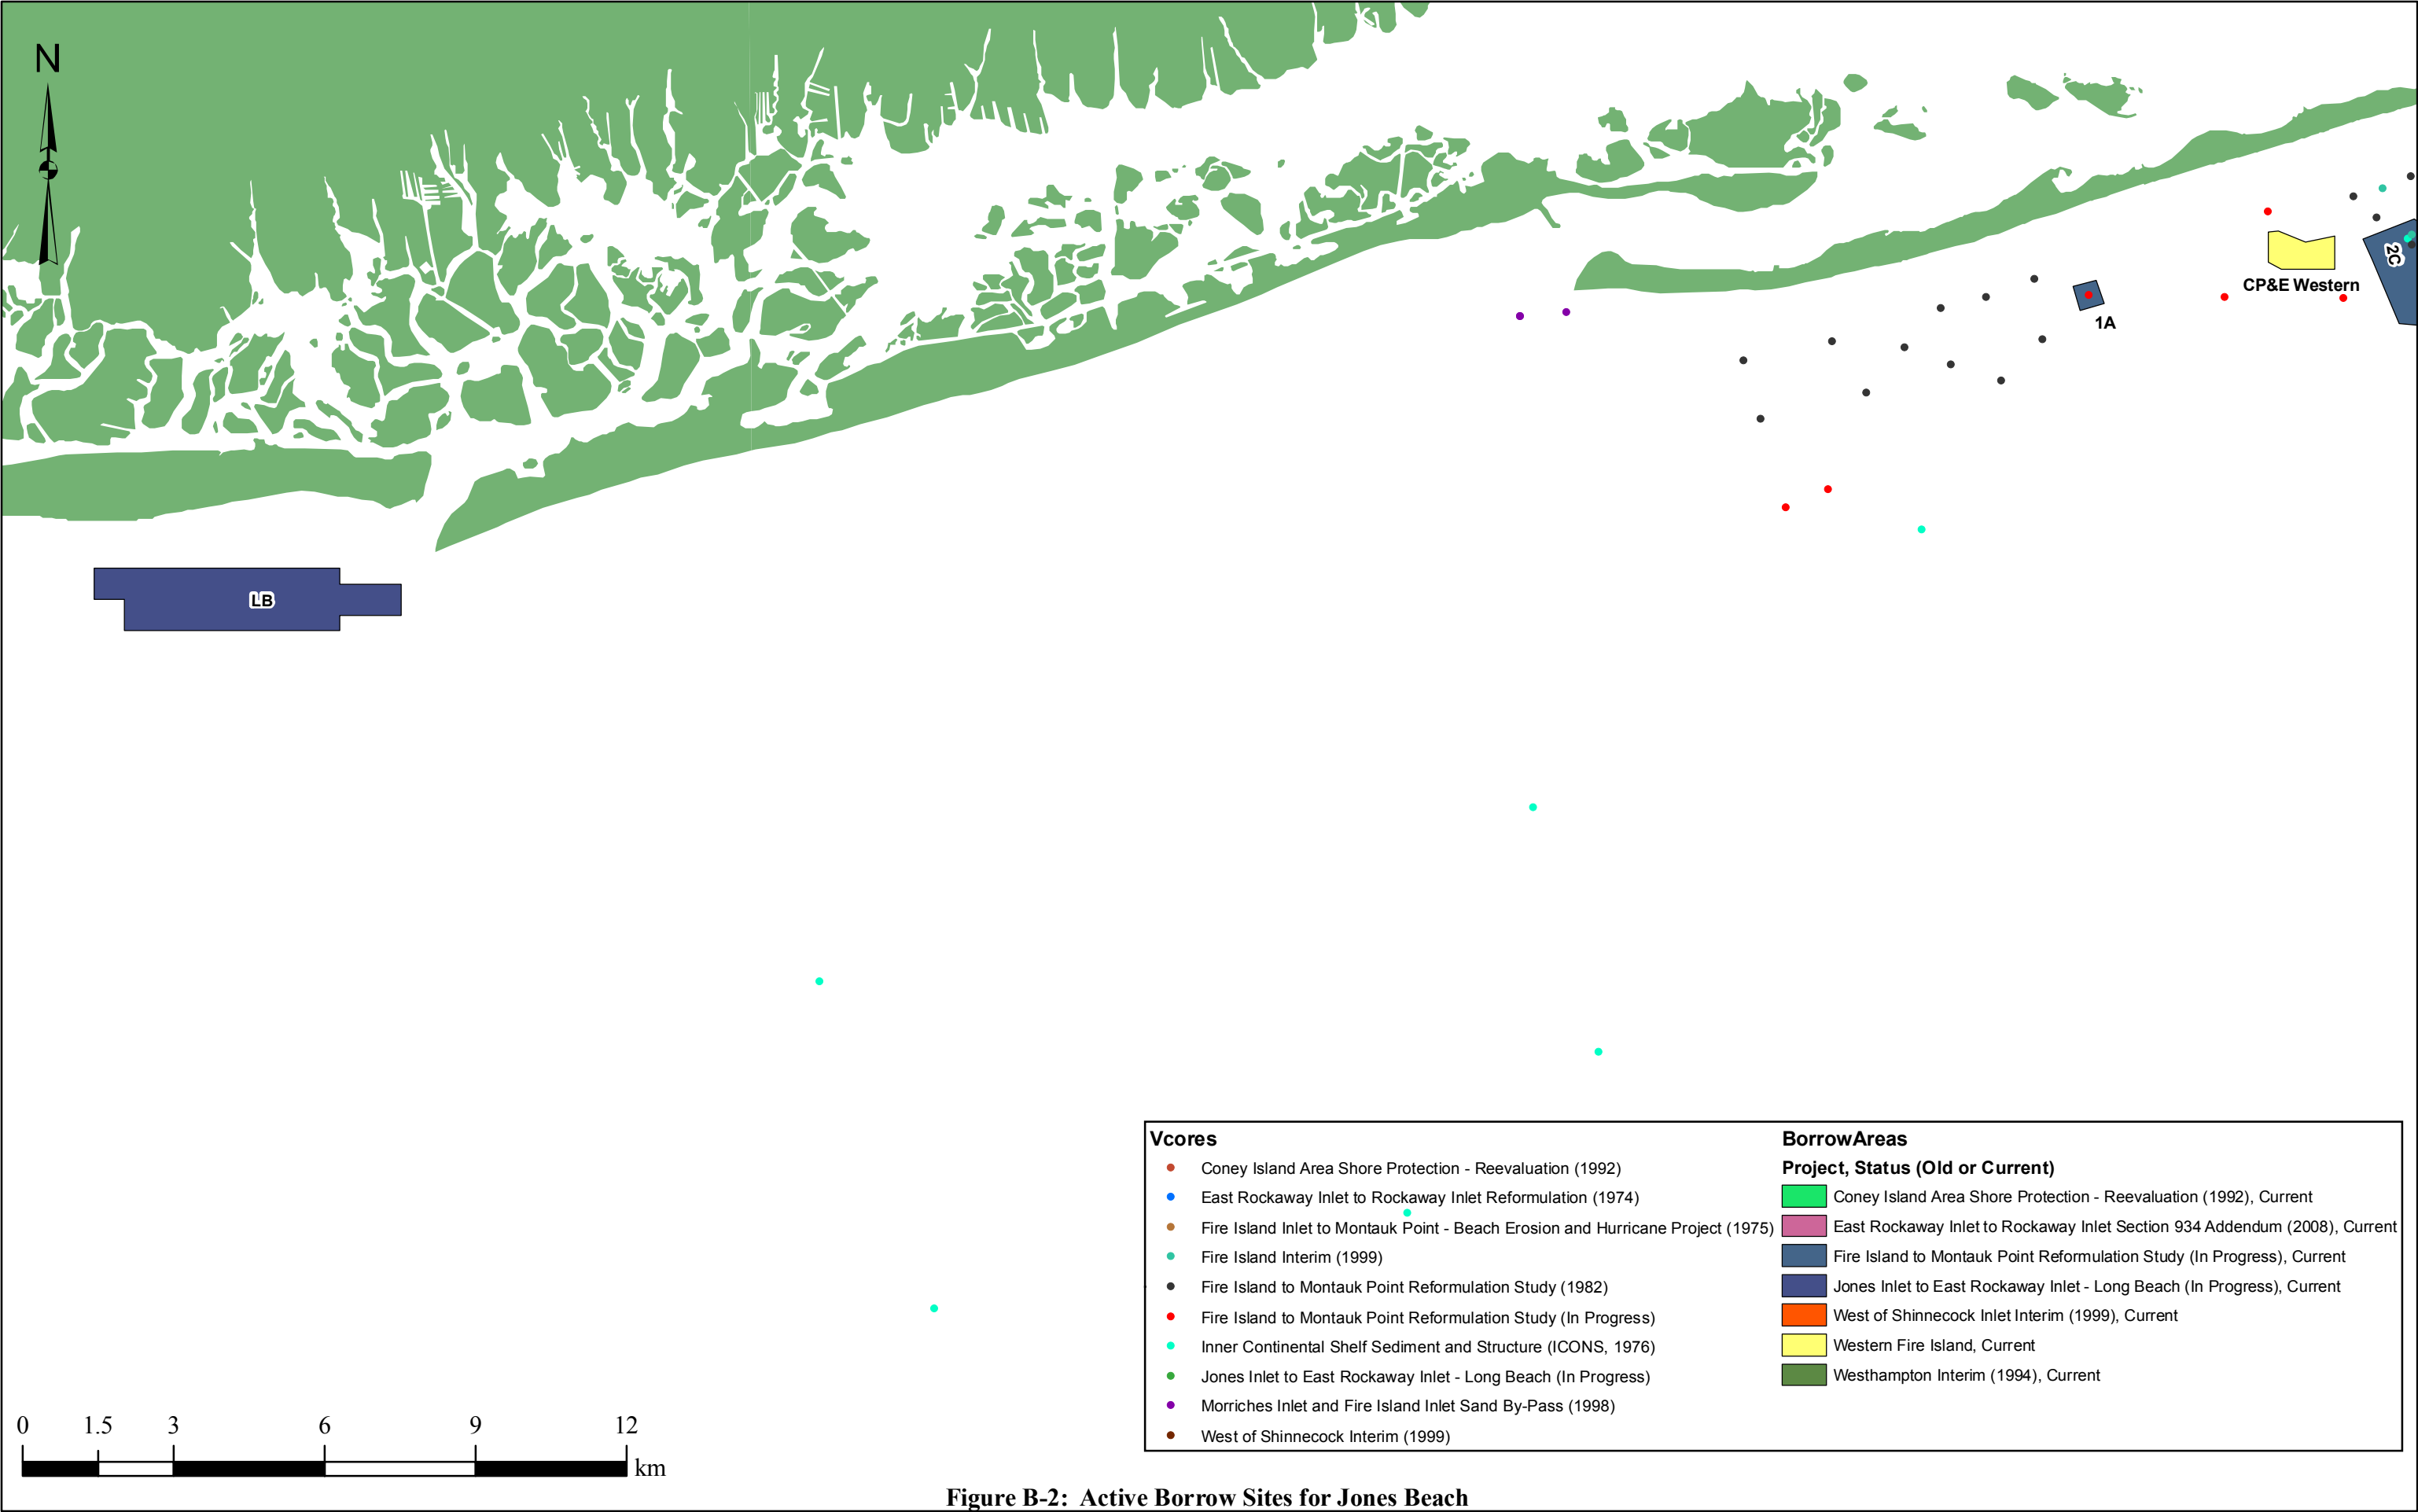 N
2C
CP&E Western
1A
LB
Vcores
Coney Island Area Shore Protection - Reevaluation (1992)
East Rockaway Inlet to Rockaway Inlet Reformulation (1974)
Fire Island Inlet to Montauk Point - Beach Erosion and Hurricane Project (1975)
Fire Island Interim (1999)
Fire Island to Montauk Point Reformulation Study (1982)
Fire Island to Montauk Point Reformulation Study (In Progress)
Inner Continental Shelf Sediment and Structure (ICONS, 1976)
Jones Inlet to East Rockaway Inlet - Long Beach (In Progress)
Morriches Inlet and Fire Island Inlet Sand By-Pass (1998)
West of Shinnecock Interim (1999)
BorrowAreas
Project, Status (Old or Current)
Coney Island Area Shore Protection - Reevaluation (1992), Current
East Rockaway Inlet to Rockaway Inlet Section 934 Addendum (2008), Current
Fire Island to Montauk Point Reformulation Study (In Progress), Current
Jones Inlet to East Rockaway Inlet - Long Beach (In Progress), Current
West of Shinnecock Inlet Interim (1999), Current
Western Fire Island, Current
Westhampton Interim (1994), Current
0 1.5 3 6 9 12
km
Figure B-2: Active Borrow Sites for Jones Beach